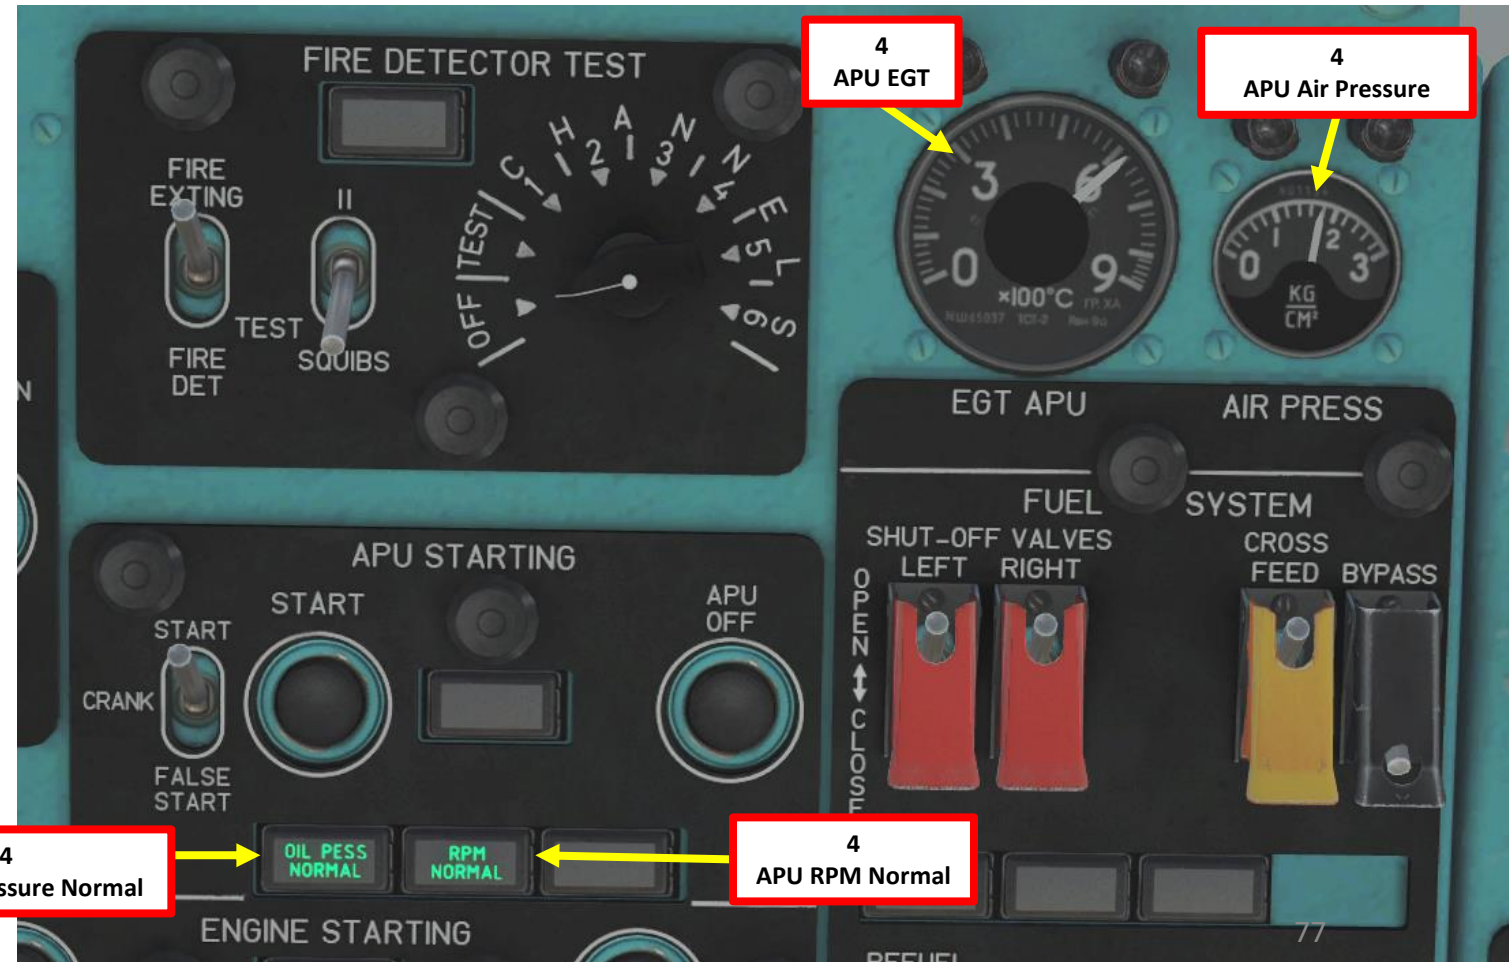 FIRE DETECTOR TEST
4
APU EGT
4
APU Air Pressure
FIRE
EXTING
II
TEST
SQUIBS
FIRE
DET
OFF
TEST
CHANNELS
1
2
3
4
5
6
0
3
6
9
×100°C
0
1
2
3
KG
CM²
N
EGT APU
AIR PRESS
FUEL SYSTEM
SHUT-OFF VALVES
LEFT RIGHT
CROSS
FEED
BYPASS
OPEN
CLOSE
APU STARTING
START
CRANK
FALSE
START
START
APU
OFF
4
ssure Normal
OIL PESS
NORMAL
RPM
NORMAL
4
APU RPM Normal
ENGINE STARTING
REFUEL
77